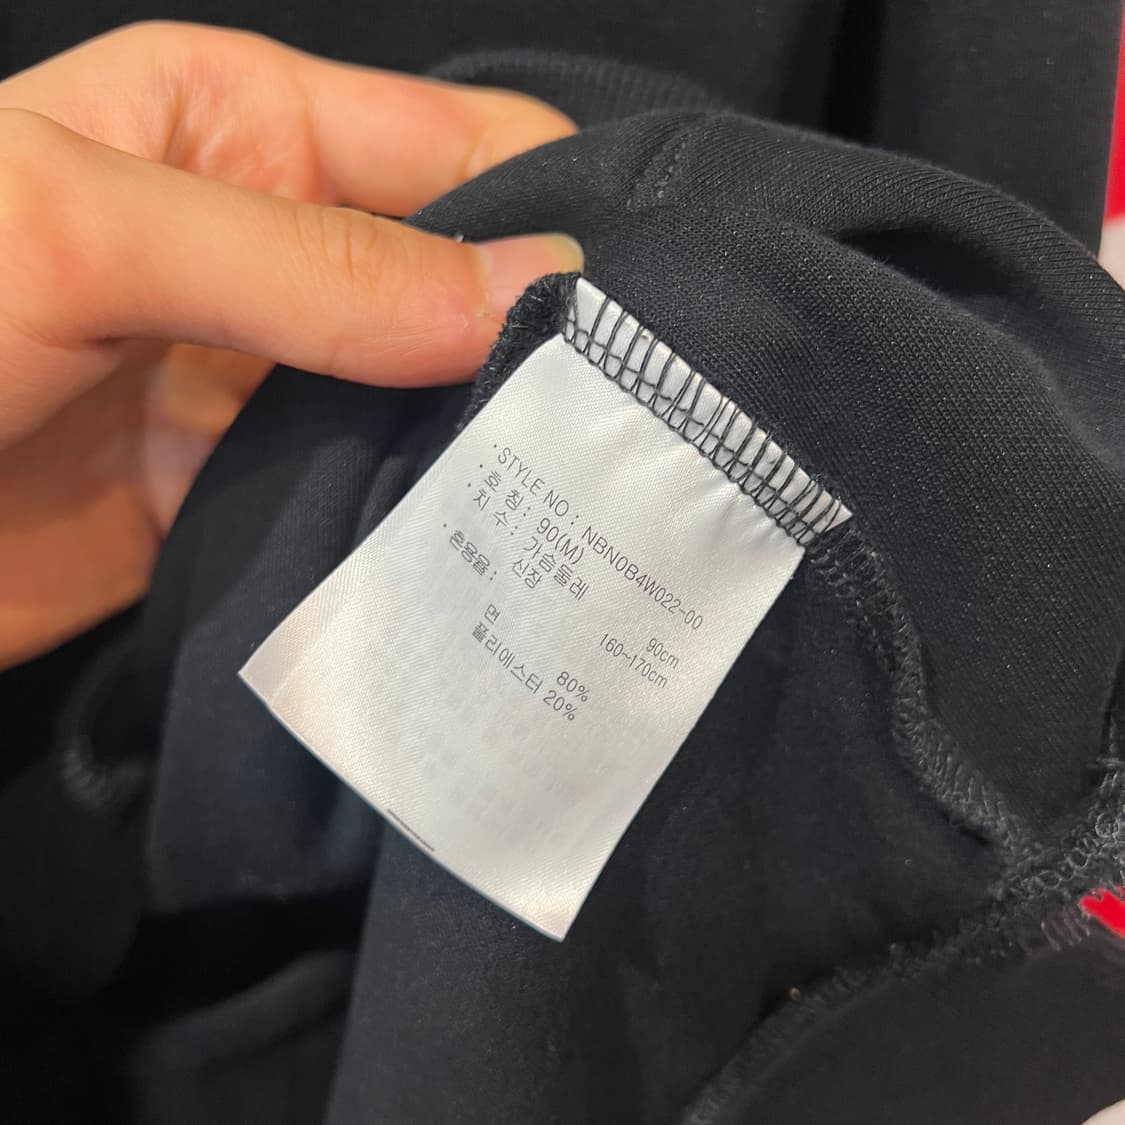 · STYLE NO : NBN0B4W022-00
· 호 칭 : 90(M)
· 치 수 : 가슴둘레 90cm
신장 160~170cm
· 혼용율 :
면 80%
폴리에스터 20%